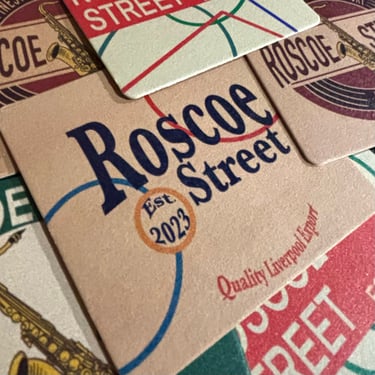 STREET
ROSCOE
ROSCOE
Roscoe
Street
Est.
2023
Quality Liverpool Export
STREET